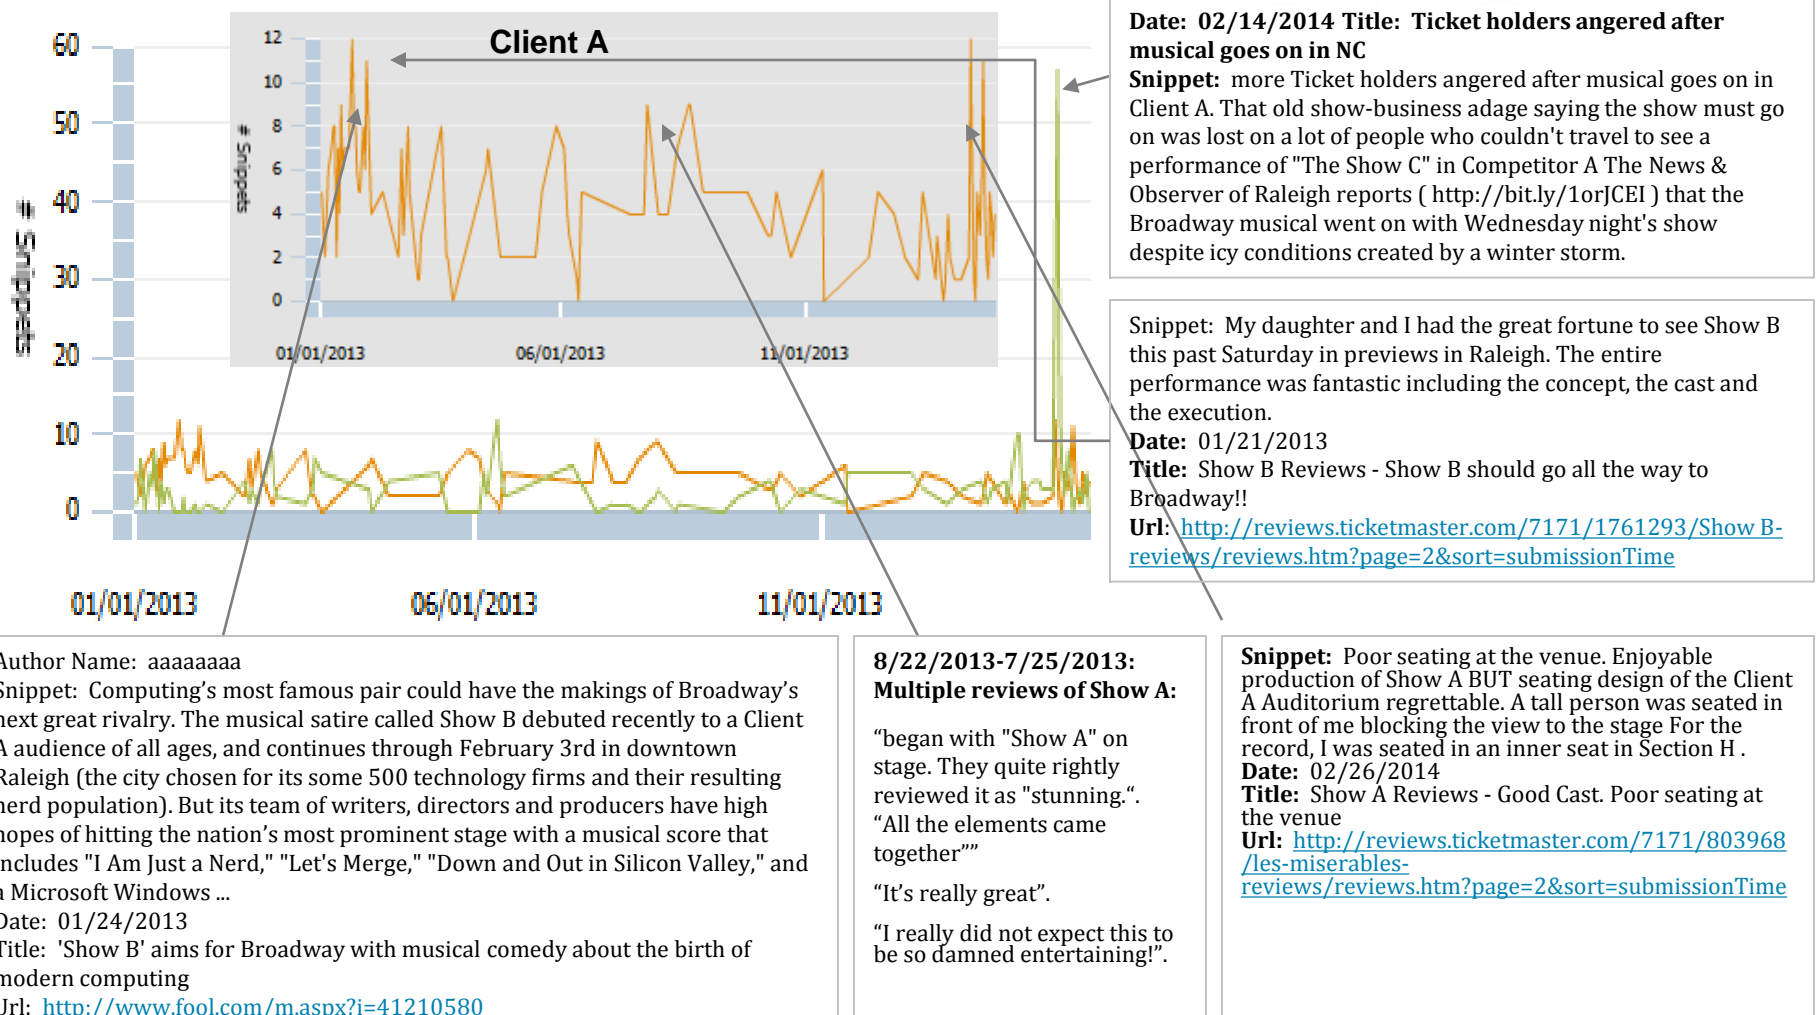 60
50
40
30
20
10
0
# Snippets
01/01/2013
06/01/2013
11/01/2013
Client A
12
10
8
6
4
2
0
# Snippets
01/01/2013
06/01/2013
11/01/2013
Date: 02/14/2014 Title: Ticket holders angered after
musical goes on in NC
Snippet: more Ticket holders angered after musical goes on in
Client A. That old show-business adage saying the show must go
on was lost on a lot of people who couldn't travel to see a
performance of "The Show C" in Competitor A The News &
Observer of Raleigh reports ( http://bit.ly/1orJCEI ) that the
Broadway musical went on with Wednesday night's show
despite icy conditions created by a winter storm.
Snippet: My daughter and I had the great fortune to see Show B
this past Saturday in previews in Raleigh. The entire
performance was fantastic including the concept, the cast and
the execution.
Date: 01/21/2013
Title: Show B Reviews - Show B should go all the way to
Broadway!!
Url: http://reviews.ticketmaster.com/7171/1761293/Show B-
reviews/reviews.htm?page=2&sort=submissionTime
Author Name: aaaaaaaa
Snippet: Computing's most famous pair could have the makings of Broadway's
next great rivalry. The musical satire called Show B debuted recently to a Client
A audience of all ages, and continues through February 3rd in downtown
Raleigh (the city chosen for its some 500 technology firms and their resulting
nerd population). But its team of writers, directors and producers have high
hopes of hitting the nation's most prominent stage with a musical score that
includes "I Am Just a Nerd," "Let's Merge," "Down and Out in Silicon Valley," and
a Microsoft Windows ...
Date: 01/24/2013
Title: 'Show B' aims for Broadway with musical comedy about the birth of
modern computing
Url: http://www.fool.com/m.aspx?i=41210580
8/22/2013-7/25/2013:
Multiple reviews of Show A:
“began with "Show A" on
stage. They quite rightly
reviewed it as "stunning.“.
“All the elements came
together””
“It's really great”.
“I really did not expect this to
be so damned entertaining!”.
Snippet: Poor seating at the venue. Enjoyable
production of Show A BUT seating design of the Client
A Auditorium regrettable. A tall person was seated in
front of me blocking the view to the stage For the
record, I was seated in an inner seat in Section H .
Date: 02/26/2014
Title: Show A Reviews - Good Cast. Poor seating at
the venue
Url: http://reviews.ticketmaster.com/7171/803968
/les-miserables-
reviews/reviews.htm?page=2&sort=submissionTime